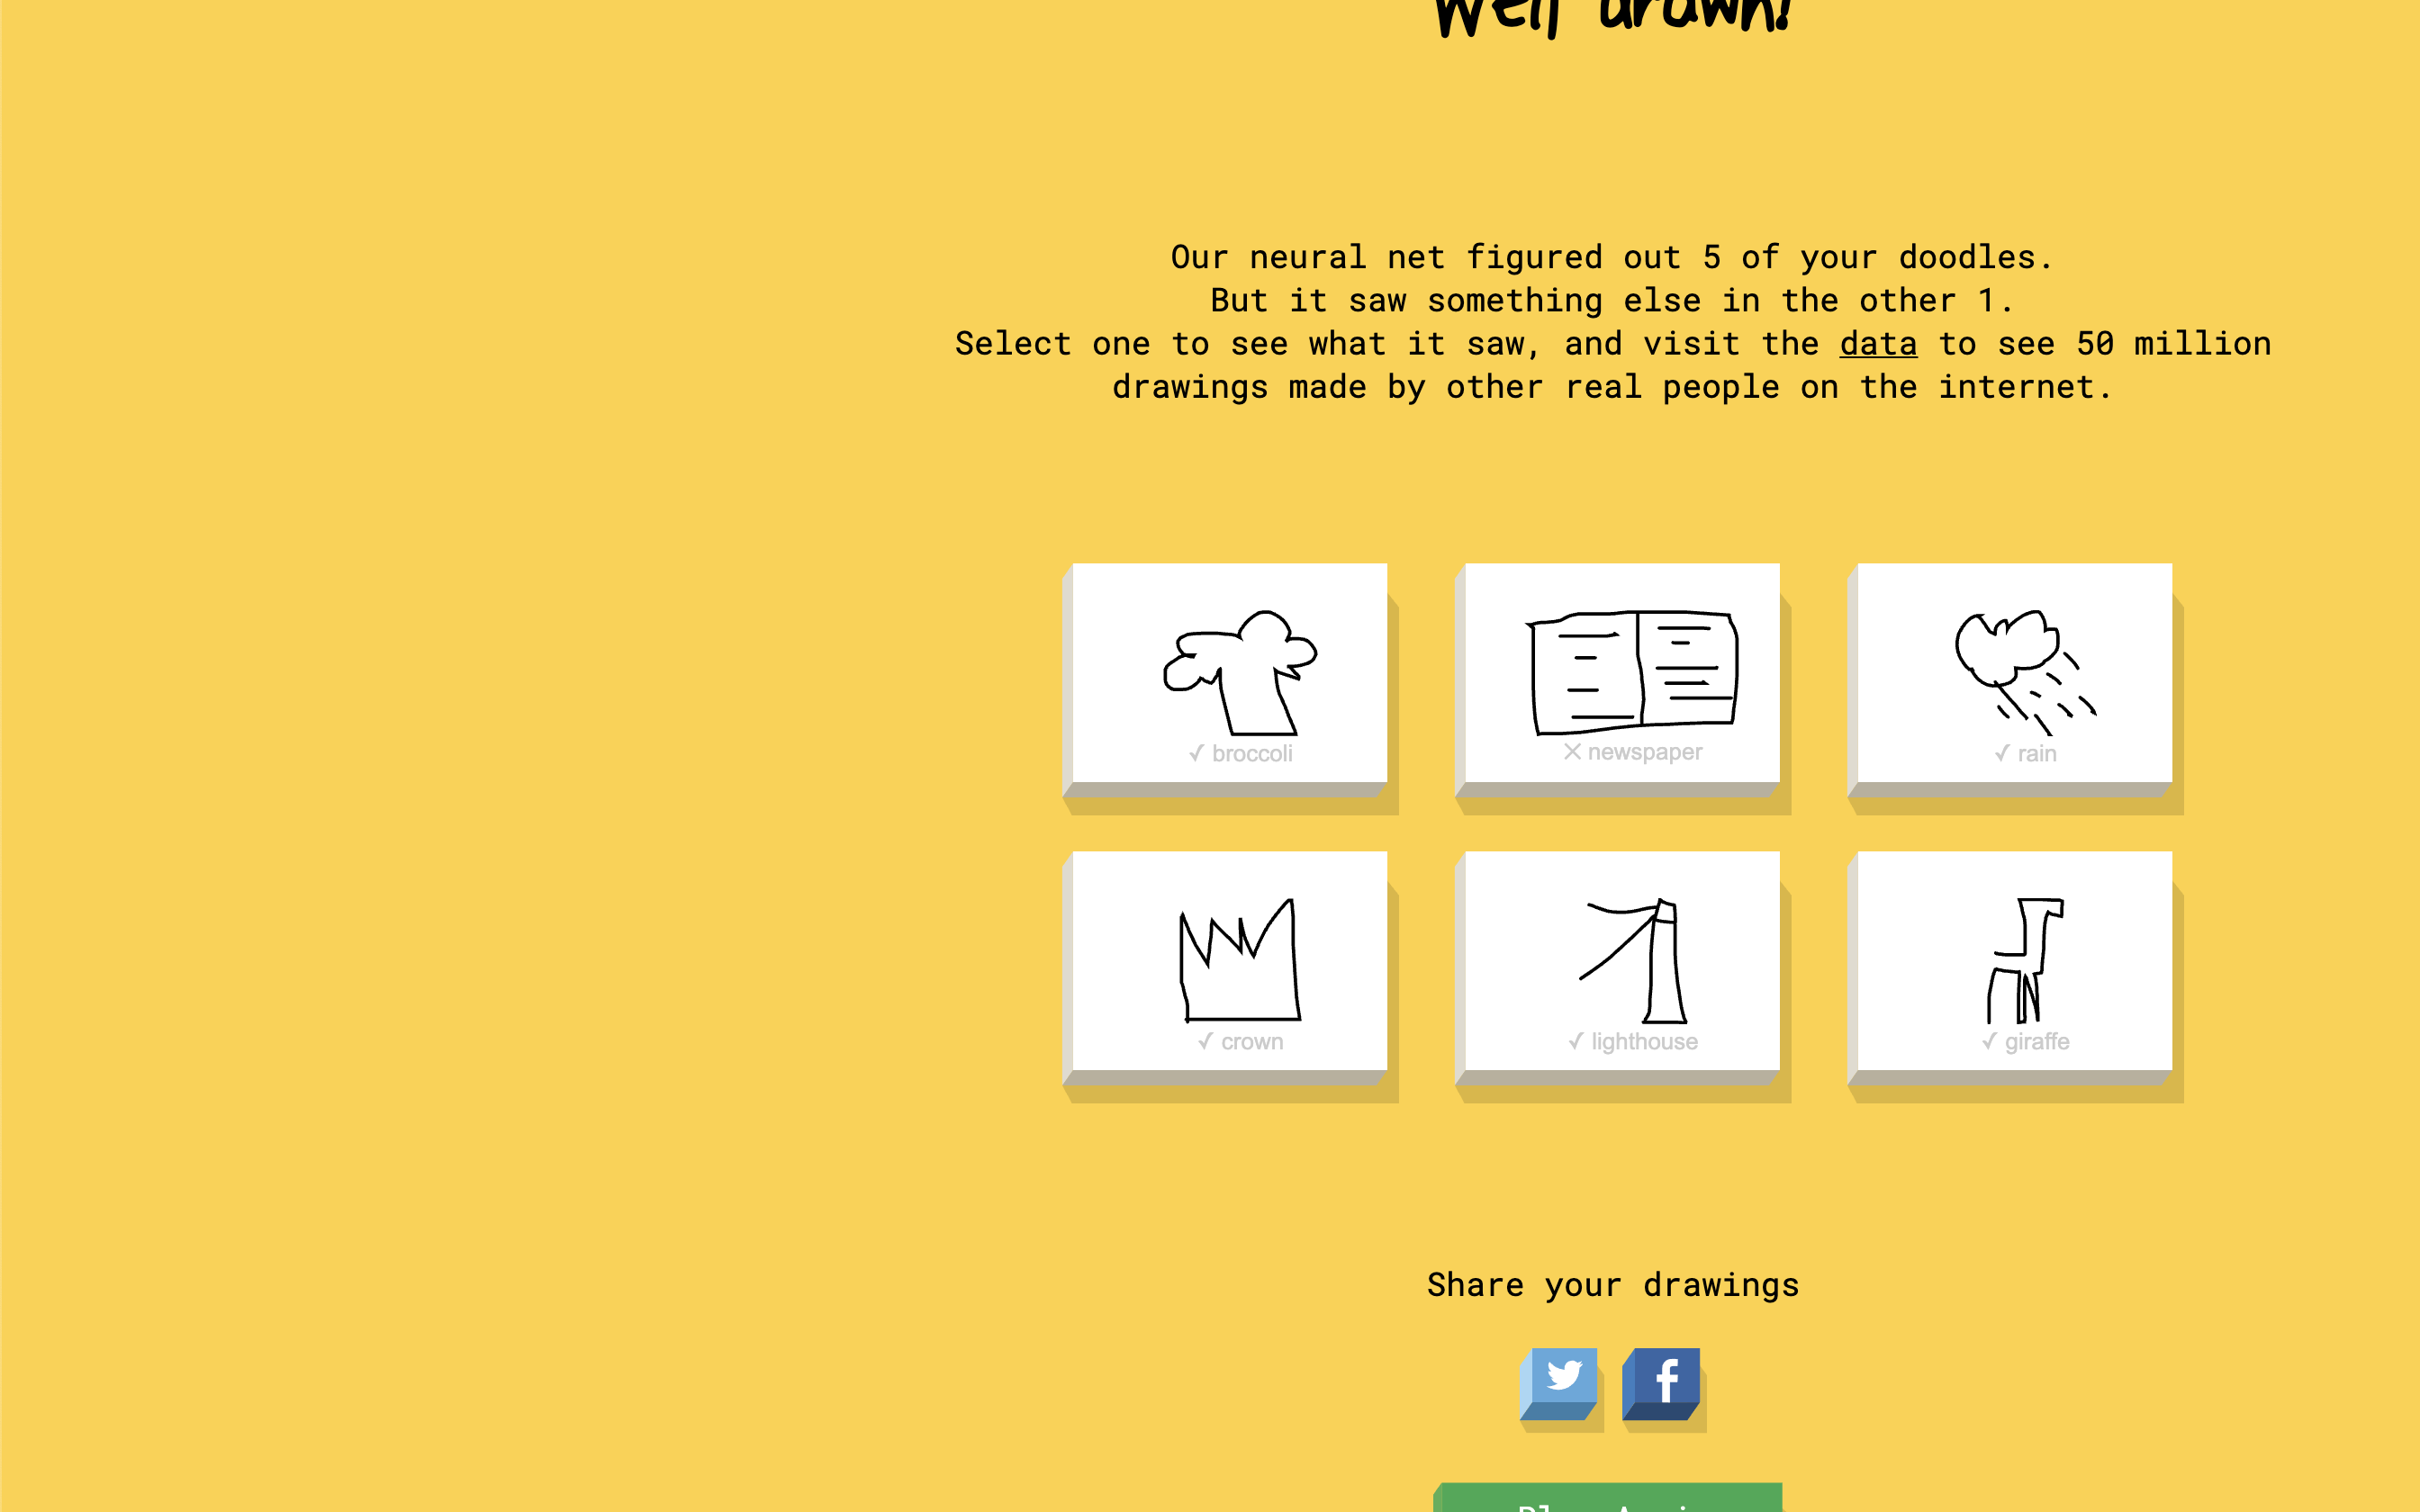 Well drawn!
Our neural net figured out 5 of your doodles.
But it saw something else in the other 1.
Select one to see what it saw, and visit the data to see 50 million
drawings made by other real people on the internet.
✓ broccoli
✕ newspaper
✓ rain
✓ crown
✓ lighthouse
✓ giraffe
Share your drawings